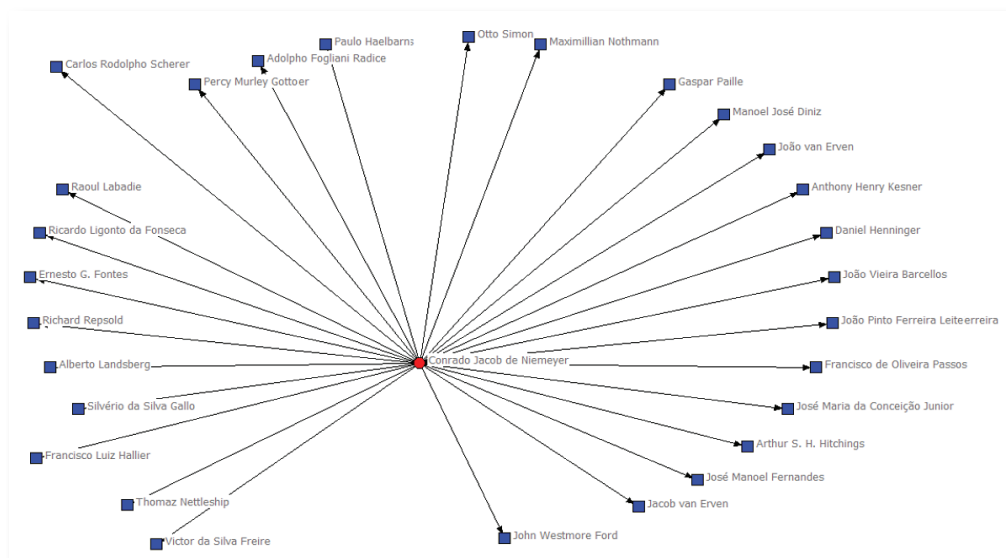 Otto Simon
Paulo Haelbarns
Maximillian Nothmann
Adolpho Fogliani Radice
Carlos Rodolpho Scherer
Percy Murley Gottoer
Gaspar Paille
Manoel José Diniz
João van Erven
Raoul Labadie
Anthony Henry Kesner
Ricardo Ligonto da Fonseca
Daniel Henninger
Ernesto G. Fontes
João Vieira Barcellos
Richard Repsold
João Pinto Ferreira Leiteerreira
Conrado Jacob de Niemeyer
Alberto Landsberg
Francisco de Oliveira Passos
Silvério da Silva Gallo
José Maria da Conceição Junior
Arthur S. H. Hitchings
Francisco Luiz Hallier
José Manoel Fernandes
Thomaz Nettleship
Jacob van Erven
John Westmore Ford
Victor da Silva Freire